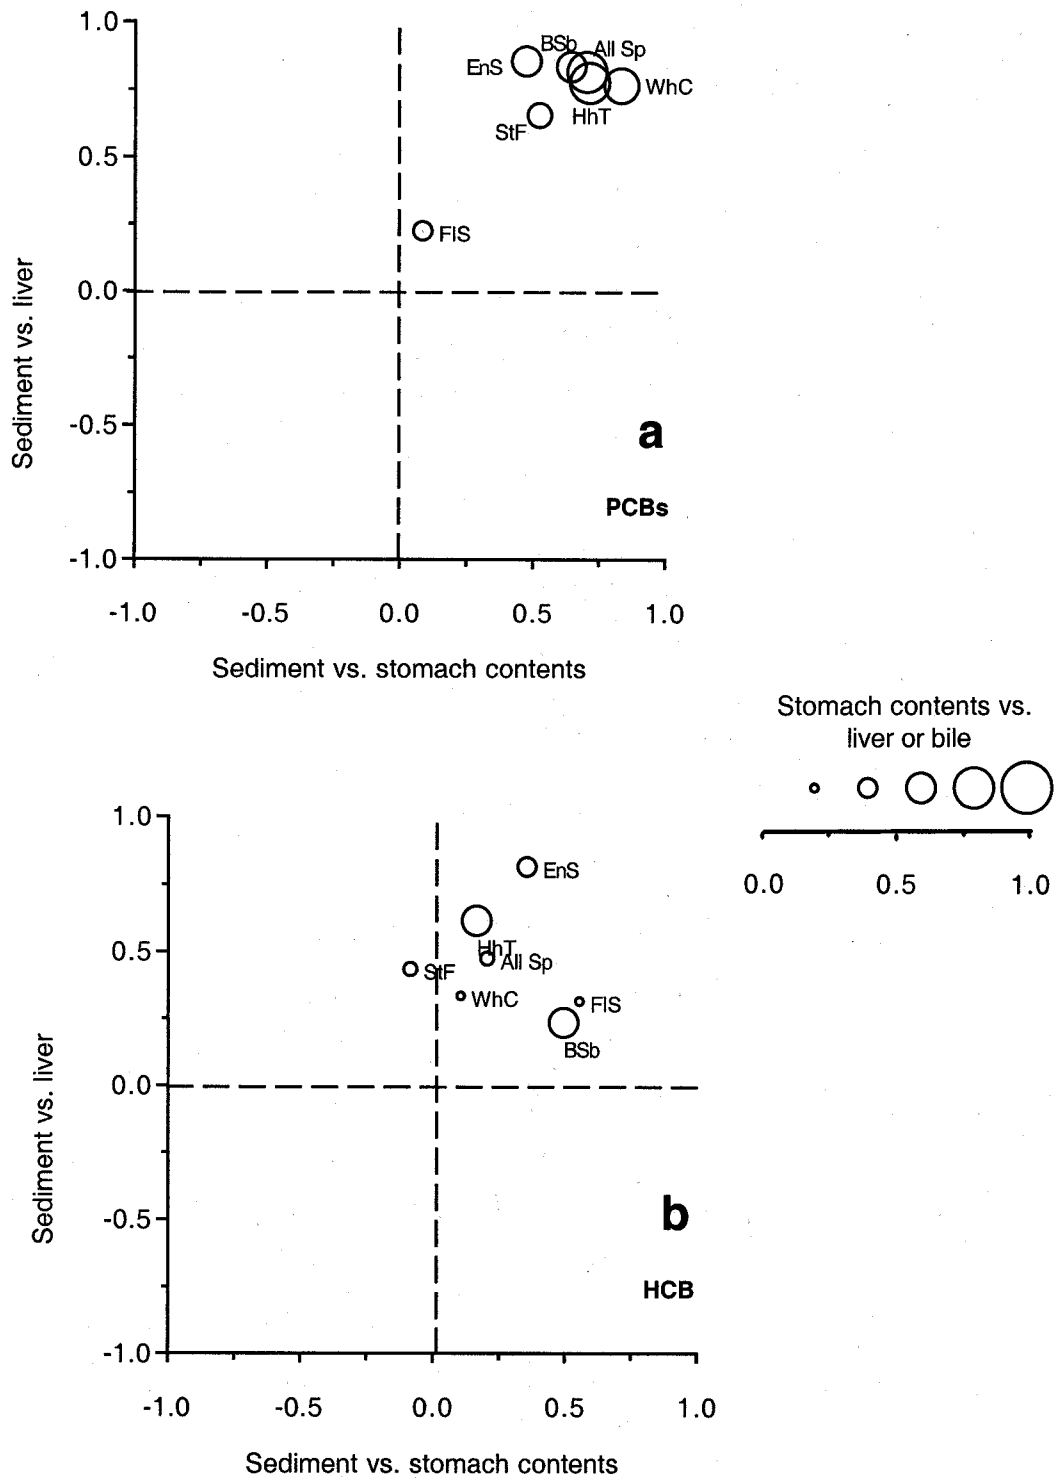 1.0
BSb
All Sp
EnS
WhC
HhT
StF
0.5
FlS
0.0
Sediment vs. liver
-0.5
a
PCBs
-1.0
-1.0 -0.5 0.0 0.5 1.0
Sediment vs. stomach contents
Stomach contents vs.
liver or bile
0.0 0.5 1.0
1.0
EnS
HhT
0.5
All Sp
StF
WhC
FlS
BSb
0.0
Sediment vs. liver
-0.5
b
HCB
-1.0
-1.0 -0.5 0.0 0.5 1.0
Sediment vs. stomach contents